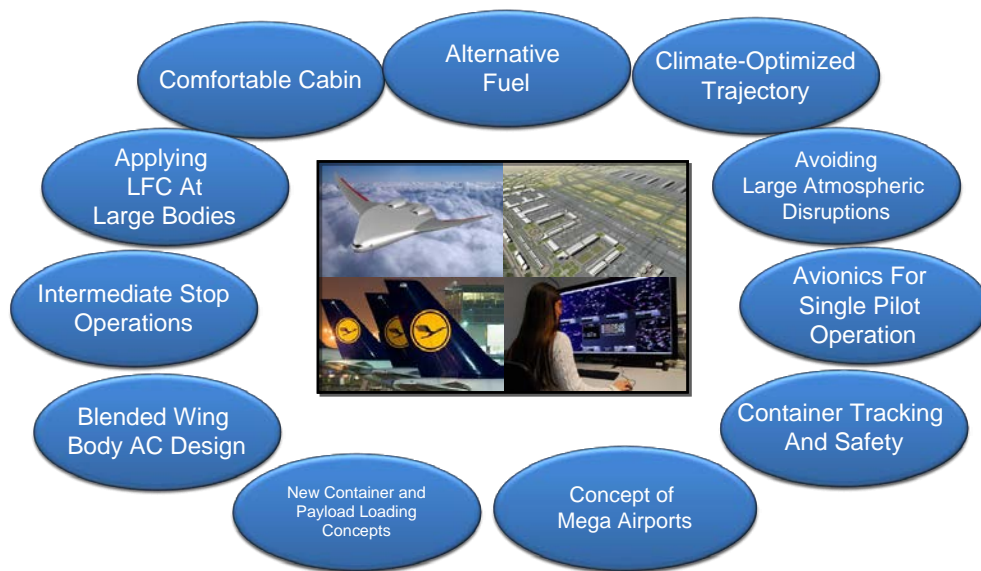 Comfortable Cabin
Alternative
Fuel
Climate-Optimized
Trajectory
Applying
LFC At
Large Bodies
Avoiding
Large Atmospheric
Disruptions
Intermediate Stop
Operations
Avionics For
Single Pilot
Operation
Blended Wing
Body AC Design
Container Tracking
And Safety
New Container and
Payload Loading
Concepts
Concept of
Mega Airports